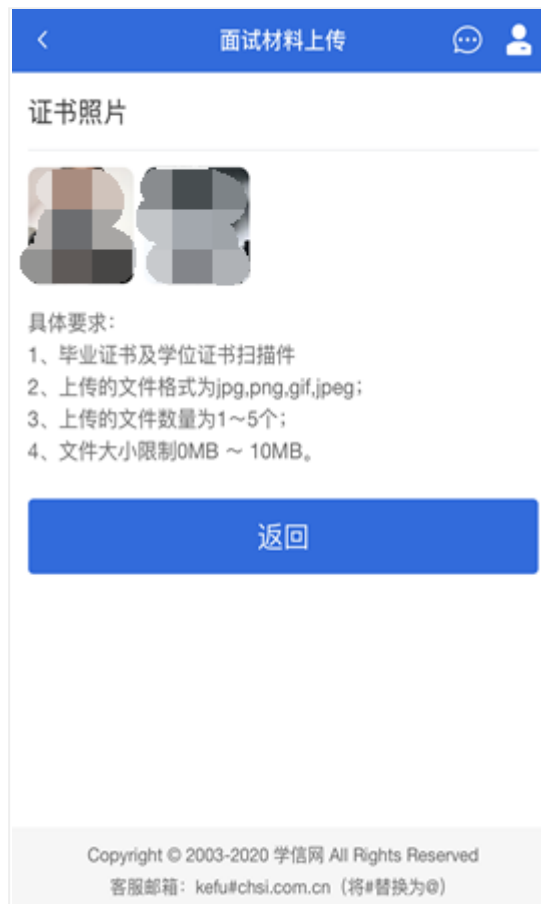 面试材料上传
证书照片
具体要求：
1、毕业证书及学位证书扫描件
2、上传的文件格式为jpg,png,gif,jpeg；
3、上传的文件数量为1～5个；
4、文件大小限制0MB ～ 10MB。
返回
Copyright © 2003-2020 学信网 All Rights Reserved
客服邮箱：kefu#chsi.com.cn（将#替换为@）